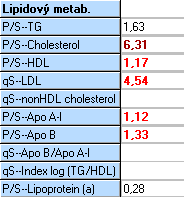 Lipidový metab.
P/S--TG 1,63
P/S--Cholesterol 6,31
P/S--HDL 1,17
qS--LDL 4,54
qS--nonHDL cholesterol
P/S--Apo A-I 1,12
P/S--Apo B 1,33
qS--Apo B/Apo A-I
qS--Index log (TG/HDL)
P/S--Lipoprotein (a) 0,28